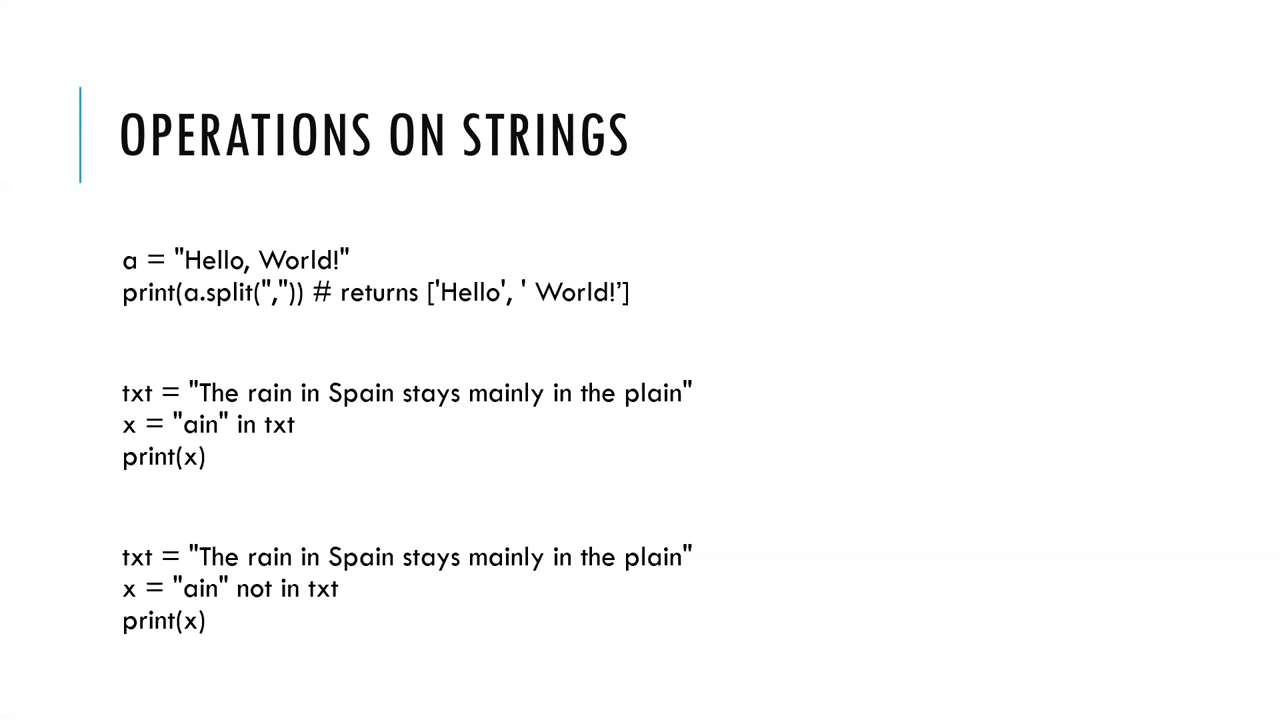 OPERATIONS ON STRINGS
a = "Hello, World!"
print(a.split(",")) # returns ['Hello', ' World!’]
txt = "The rain in Spain stays mainly in the plain"
x = "ain" in txt
print(x)
txt = "The rain in Spain stays mainly in the plain"
x = "ain" not in txt
print(x)